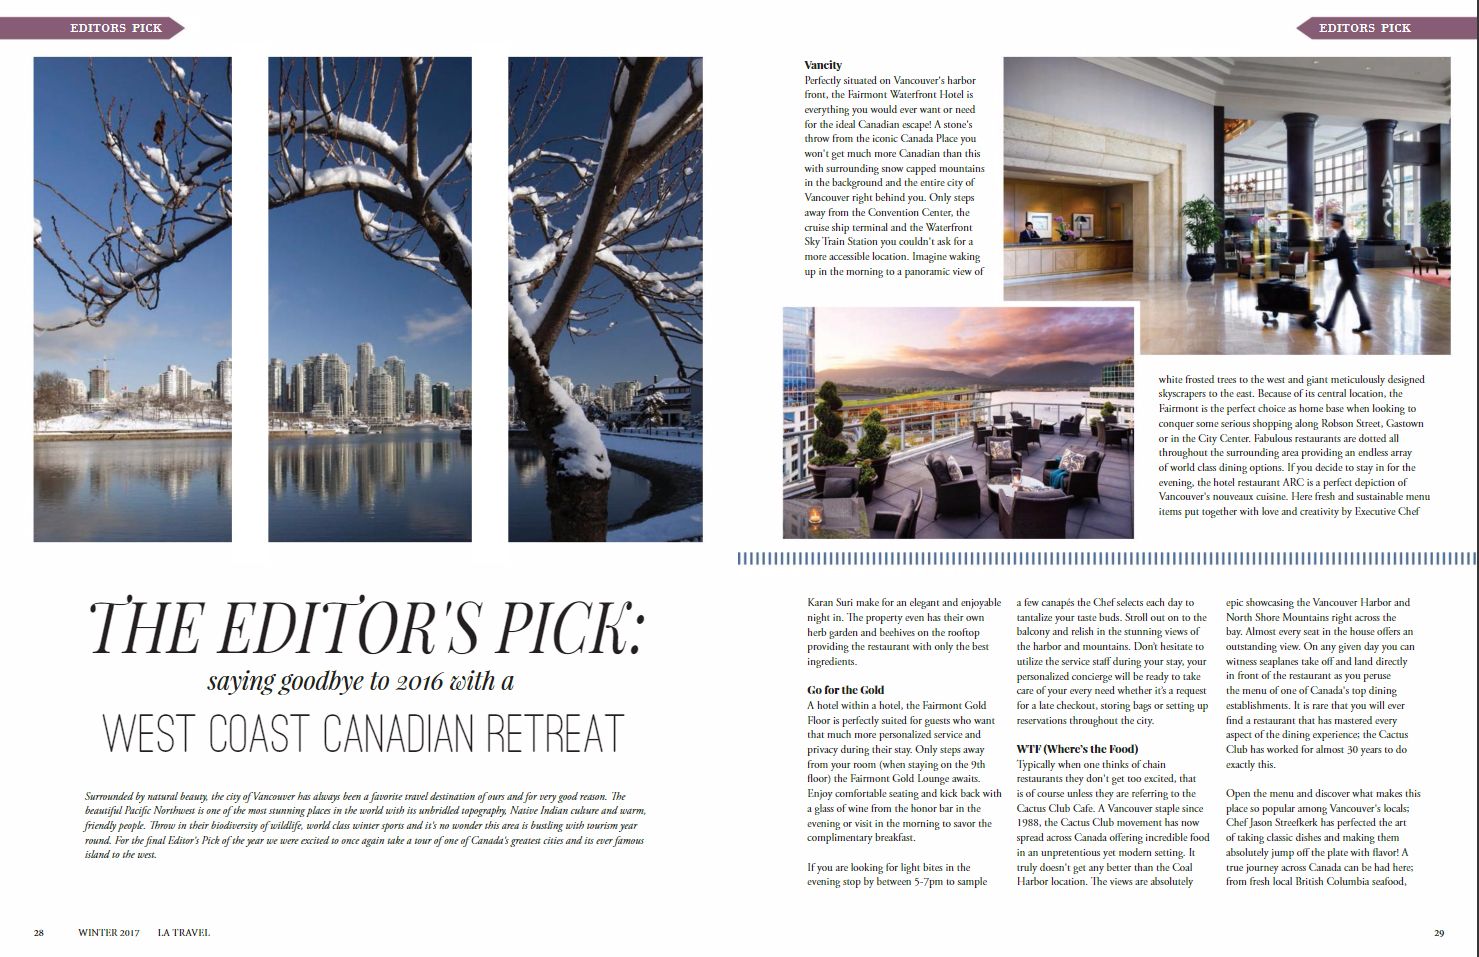 EDITORS PICK
EDITORS PICK
THE EDITOR'S PICK:
saying goodbye to 2016 with a
WEST COAST CANADIAN RETREAT
Surrounded by natural beauty, the city of Vancouver has always been a favorite travel destination of ours and for very good reason. The
beautiful Pacific Northwest is one of the most stunning places in the world with its unbridled topography, Native Indian culture and warm,
friendly people. Throw in their biodiversity of wildlife, world class winter sports and it's no wonder this area is bustling with tourism year
round. For the final Editor's Pick of the year we were excited to once again take a tour of one of Canada's greatest cities and its ever famous
island to the west.
28 WINTER 2017 LA TRAVEL
Vancity
Perfectly situated on Vancouver's harbor
front, the Fairmont Waterfront Hotel is
everything you would ever want or need
for the ideal Canadian escape! A stone's
throw from the iconic Canada Place you
won't get much more Canadian than this
with surrounding snow capped mountains
in the background and the entire city of
Vancouver right behind you. Only steps
away from the Convention Center, the
cruise ship terminal and the Waterfront
Sky Train Station you couldn't ask for a
more accessible location. Imagine waking
up in the morning to a panoramic view of
ARC
white frosted trees to the west and giant meticulously designed
skyscrapers to the east. Because of its central location, the
Fairmont is the perfect choice as home base when looking to
conquer some serious shopping along Robson Street, Gastown
or in the City Center. Fabulous restaurants are dotted all
throughout the surrounding area providing an endless array
of world class dining options. If you decide to stay in for the
evening, the hotel restaurant ARC is a perfect depiction of
Vancouver's nouveaux cuisine. Here fresh and sustainable menu
items put together with love and creativity by Executive Chef
Karan Suri make for an elegant and enjoyable
night in. The property even has their own
herb garden and beehives on the rooftop
providing the restaurant with only the best
ingredients.
Go for the Gold
A hotel within a hotel, the Fairmont Gold
Floor is perfectly suited for guests who want
that much more personalized service and
privacy during their stay. Only steps away
from your room (when staying on the 9th
floor) the Fairmont Gold Lounge awaits.
Enjoy comfortable seating and kick back with
a glass of wine from the honor bar in the
evening or visit in the morning to savor the
complimentary breakfast.
If you are looking for light bites in the
evening stop by between 5-7pm to sample
a few canapés the Chef selects each day to
tantalize your taste buds. Stroll out on to the
balcony and relish in the stunning views of
the harbor and mountains. Don't hesitate to
utilize the service staff during your stay, your
personalized concierge will be ready to take
care of your every need whether it's a request
for a late checkout, storing bags or setting up
reservations throughout the city.
WTF (Where's the Food)
Typically when one thinks of chain
restaurants they don't get too excited, that
is of course unless they are referring to the
Cactus Club Cafe. A Vancouver staple since
1988, the Cactus Club movement has now
spread across Canada offering incredible food
in an unpretentious yet modern setting. It
truly doesn't get any better than the Coal
Harbor location. The views are absolutely
epic showcasing the Vancouver Harbor and
North Shore Mountains right across the
bay. Almost every seat in the house offers an
outstanding view. On any given day you can
witness seaplanes take off and land directly
in front of the restaurant as you peruse
the menu of one of Canada's top dining
establishments. It is rare that you will ever
find a restaurant that has mastered every
aspect of the dining experience; the Cactus
Club has worked for almost 30 years to do
exactly this.
Open the menu and discover what makes this
place so popular among Vancouver's locals;
Chef Jason Streefkerk has perfected the art
of taking classic dishes and making them
absolutely jump off the plate with flavor! A
true journey across Canada can be had here;
from fresh local British Columbia seafood,
29